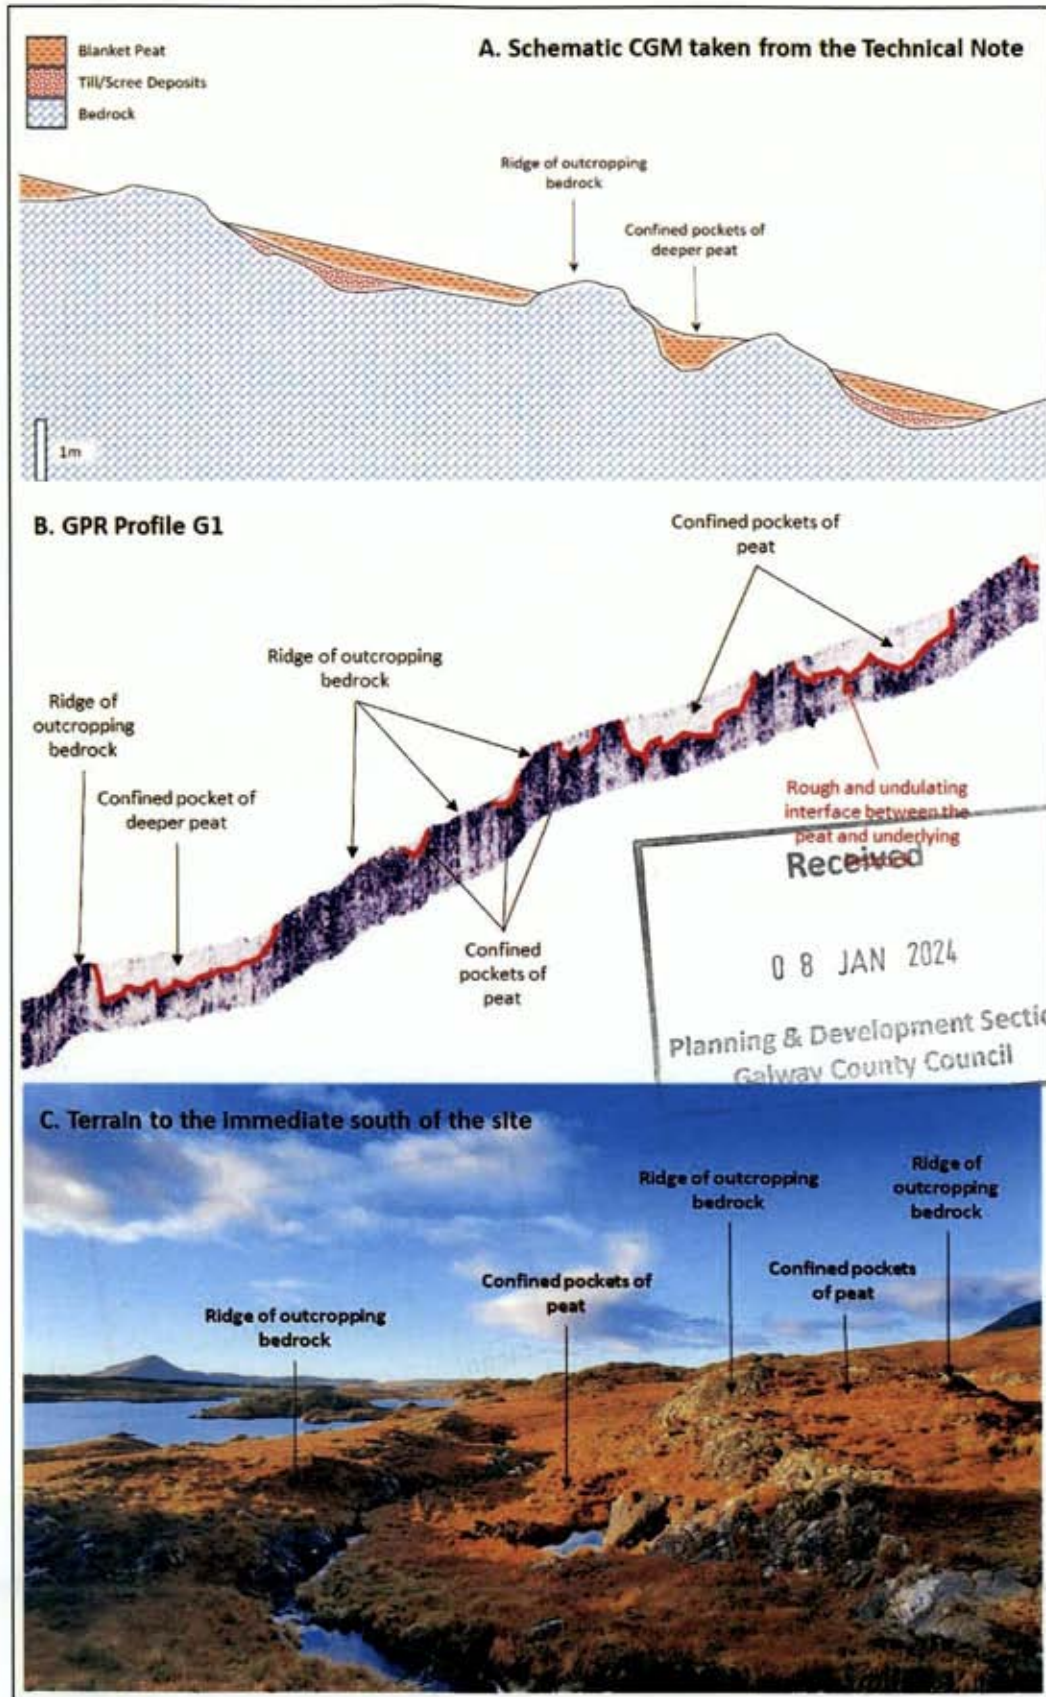 A. Schematic CGM taken from the Technical Note
Blanket Peat
Till/Scree Deposits
Bedrock
Ridge of outcropping
bedrock
Confined pockets of
deeper peat
1m
B. GPR Profile G1
Confined pockets of
peat
Ridge of outcropping
bedrock
Ridge of
outcropping
bedrock
Confined pocket of
deeper peat
Rough and undulating
interface between the
peat and underlying
Confined
pockets of
peat
Received
08 JAN 2024
Planning & Development Sectio
Galway County Council
C. Terrain to the immediate south of the site
Ridge of outcropping
bedrock
Ridge of
outcropping
bedrock
Confined pockets of
peat
Confined pockets
of peat
Ridge of outcropping
bedrock